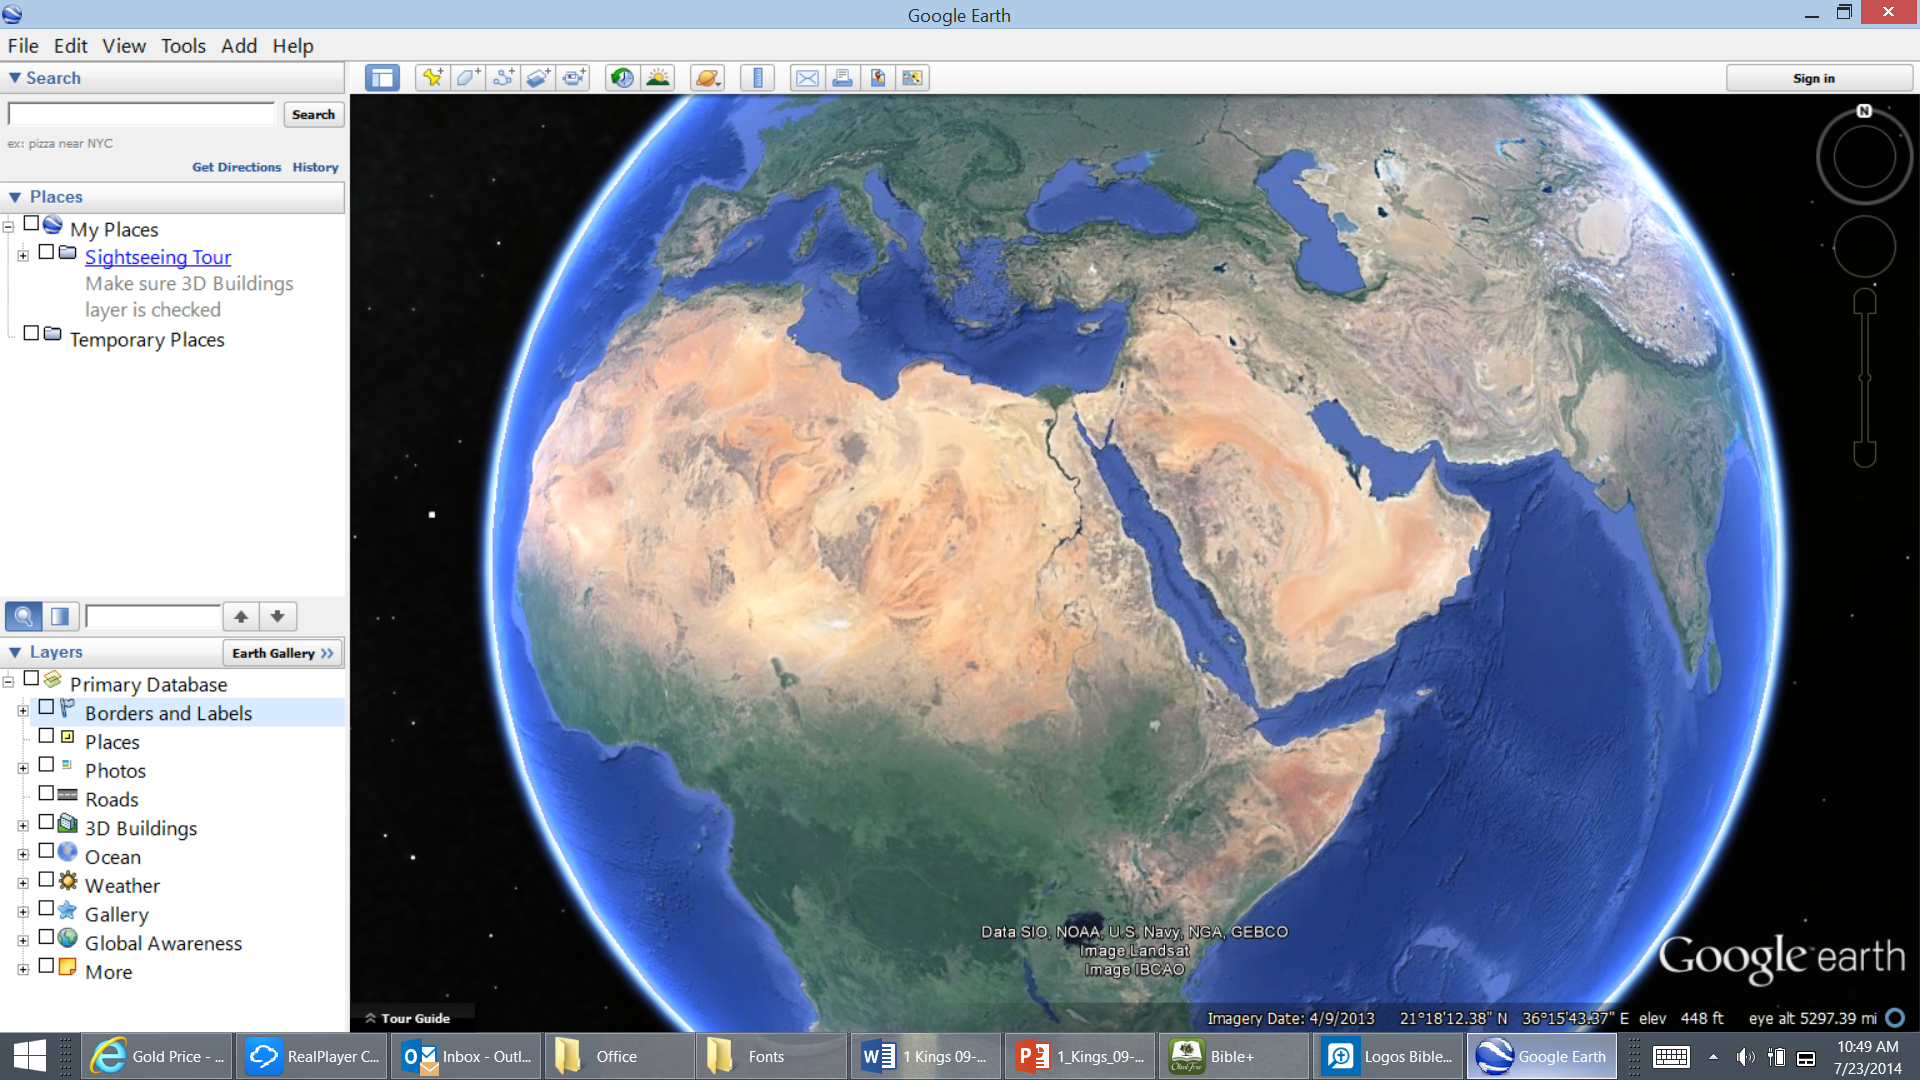 Google Earth
File Edit View Tools Add Help
Search
Search
ex: pizza near NYC
Get Directions History
Places
My Places
Sightseeing Tour
Make sure 3D Buildings
layer is checked
Temporary Places
Layers
Earth Gallery »
Primary Database
Borders and Labels
Places
Photos
Roads
3D Buildings
Ocean
Weather
Gallery
Global Awareness
More
Sign in
N
Data SIO, NOAA, U.S. Navy, NGA, GEBCO
Image Landsat
Image IBCAO
Google earth
Tour Guide
Imagery Date: 4/9/2013 21°18'12.38" N 36°15'43.37" E elev 448 ft eye alt 5297.39 mi
Gold Price - ...
RealPlayer C...
Inbox - Outl...
Office
Fonts
1 Kings 09-...
1_Kings_09-...
Bible+
Logos Bible...
Google Earth
10:49 AM
7/23/2014